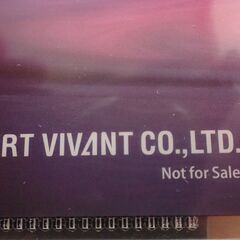 RT VIVANT CO.,LTD.
Not for Sale